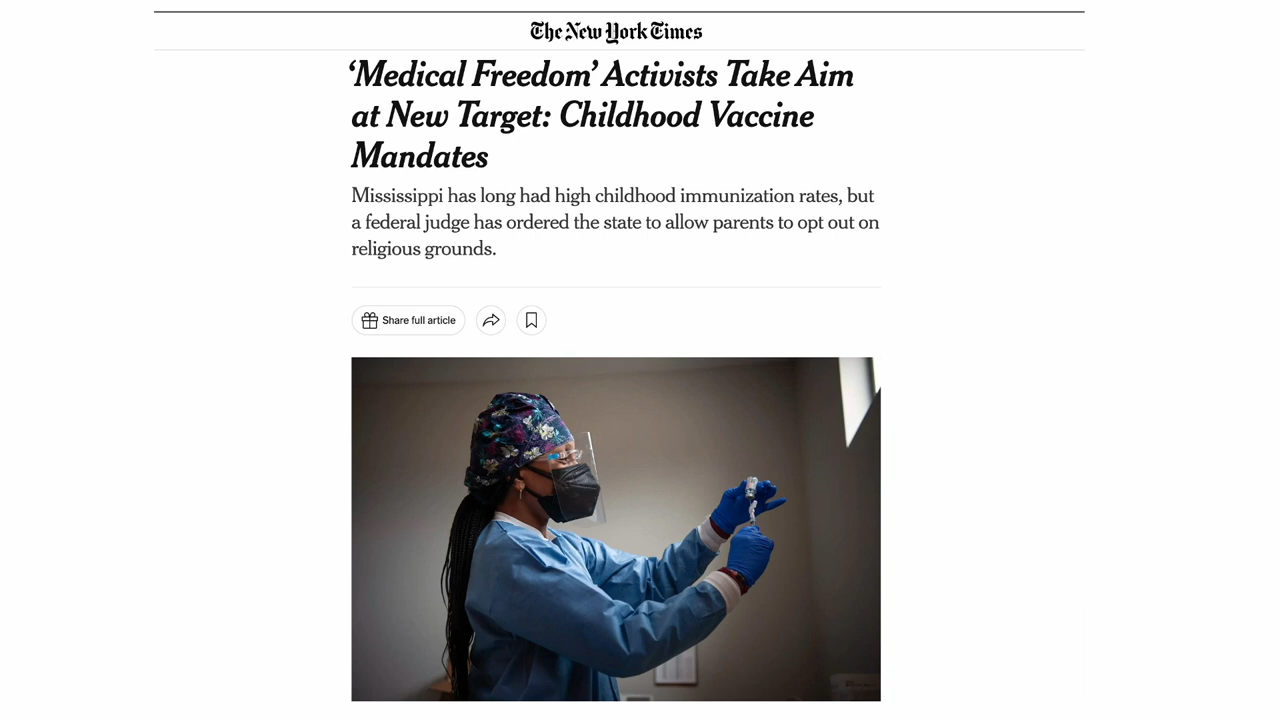 The New York Times
‘Medical Freedom’ Activists Take Aim
at New Target: Childhood Vaccine
Mandates
Mississippi has long had high childhood immunization rates, but
a federal judge has ordered the state to allow parents to opt out on
religious grounds.
Share full article